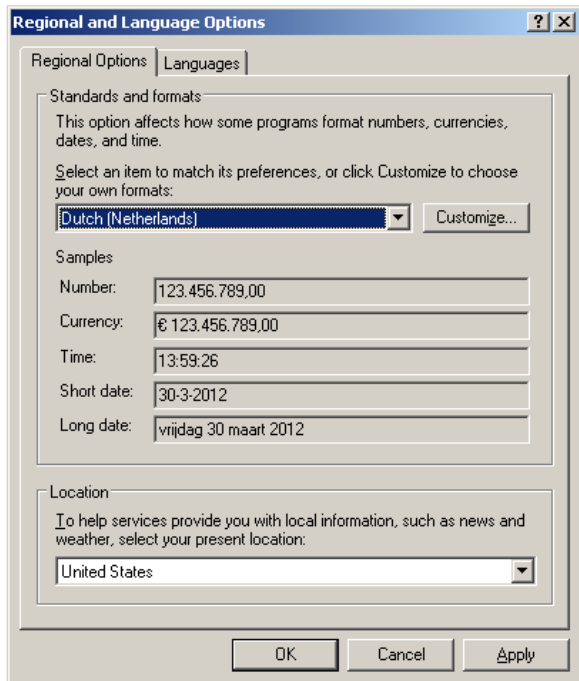 Regional and Language Options
Regional Options
Languages
Standards and formats
This option affects how some programs format numbers, currencies,
dates, and time.
Select an item to match its preferences, or click Customize to choose
your own formats:
Dutch (Netherlands)
Customize...
Samples
Number:
123.456.789,00
Currency:
€ 123.456.789,00
Time:
13:59:26
Short date:
30-3-2012
Long date:
vrijdag 30 maart 2012
Location
To help services provide you with local information, such as news and
weather, select your present location:
United States
OK
Cancel
Apply